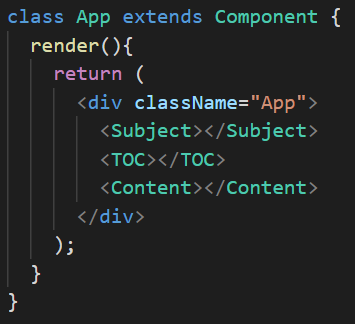 class App extends Component {
  render(){
    return (
      <div className="App">
        <Subject></Subject>
        <TOC></TOC>
        <Content></Content>
      </div>
    );
  }
}